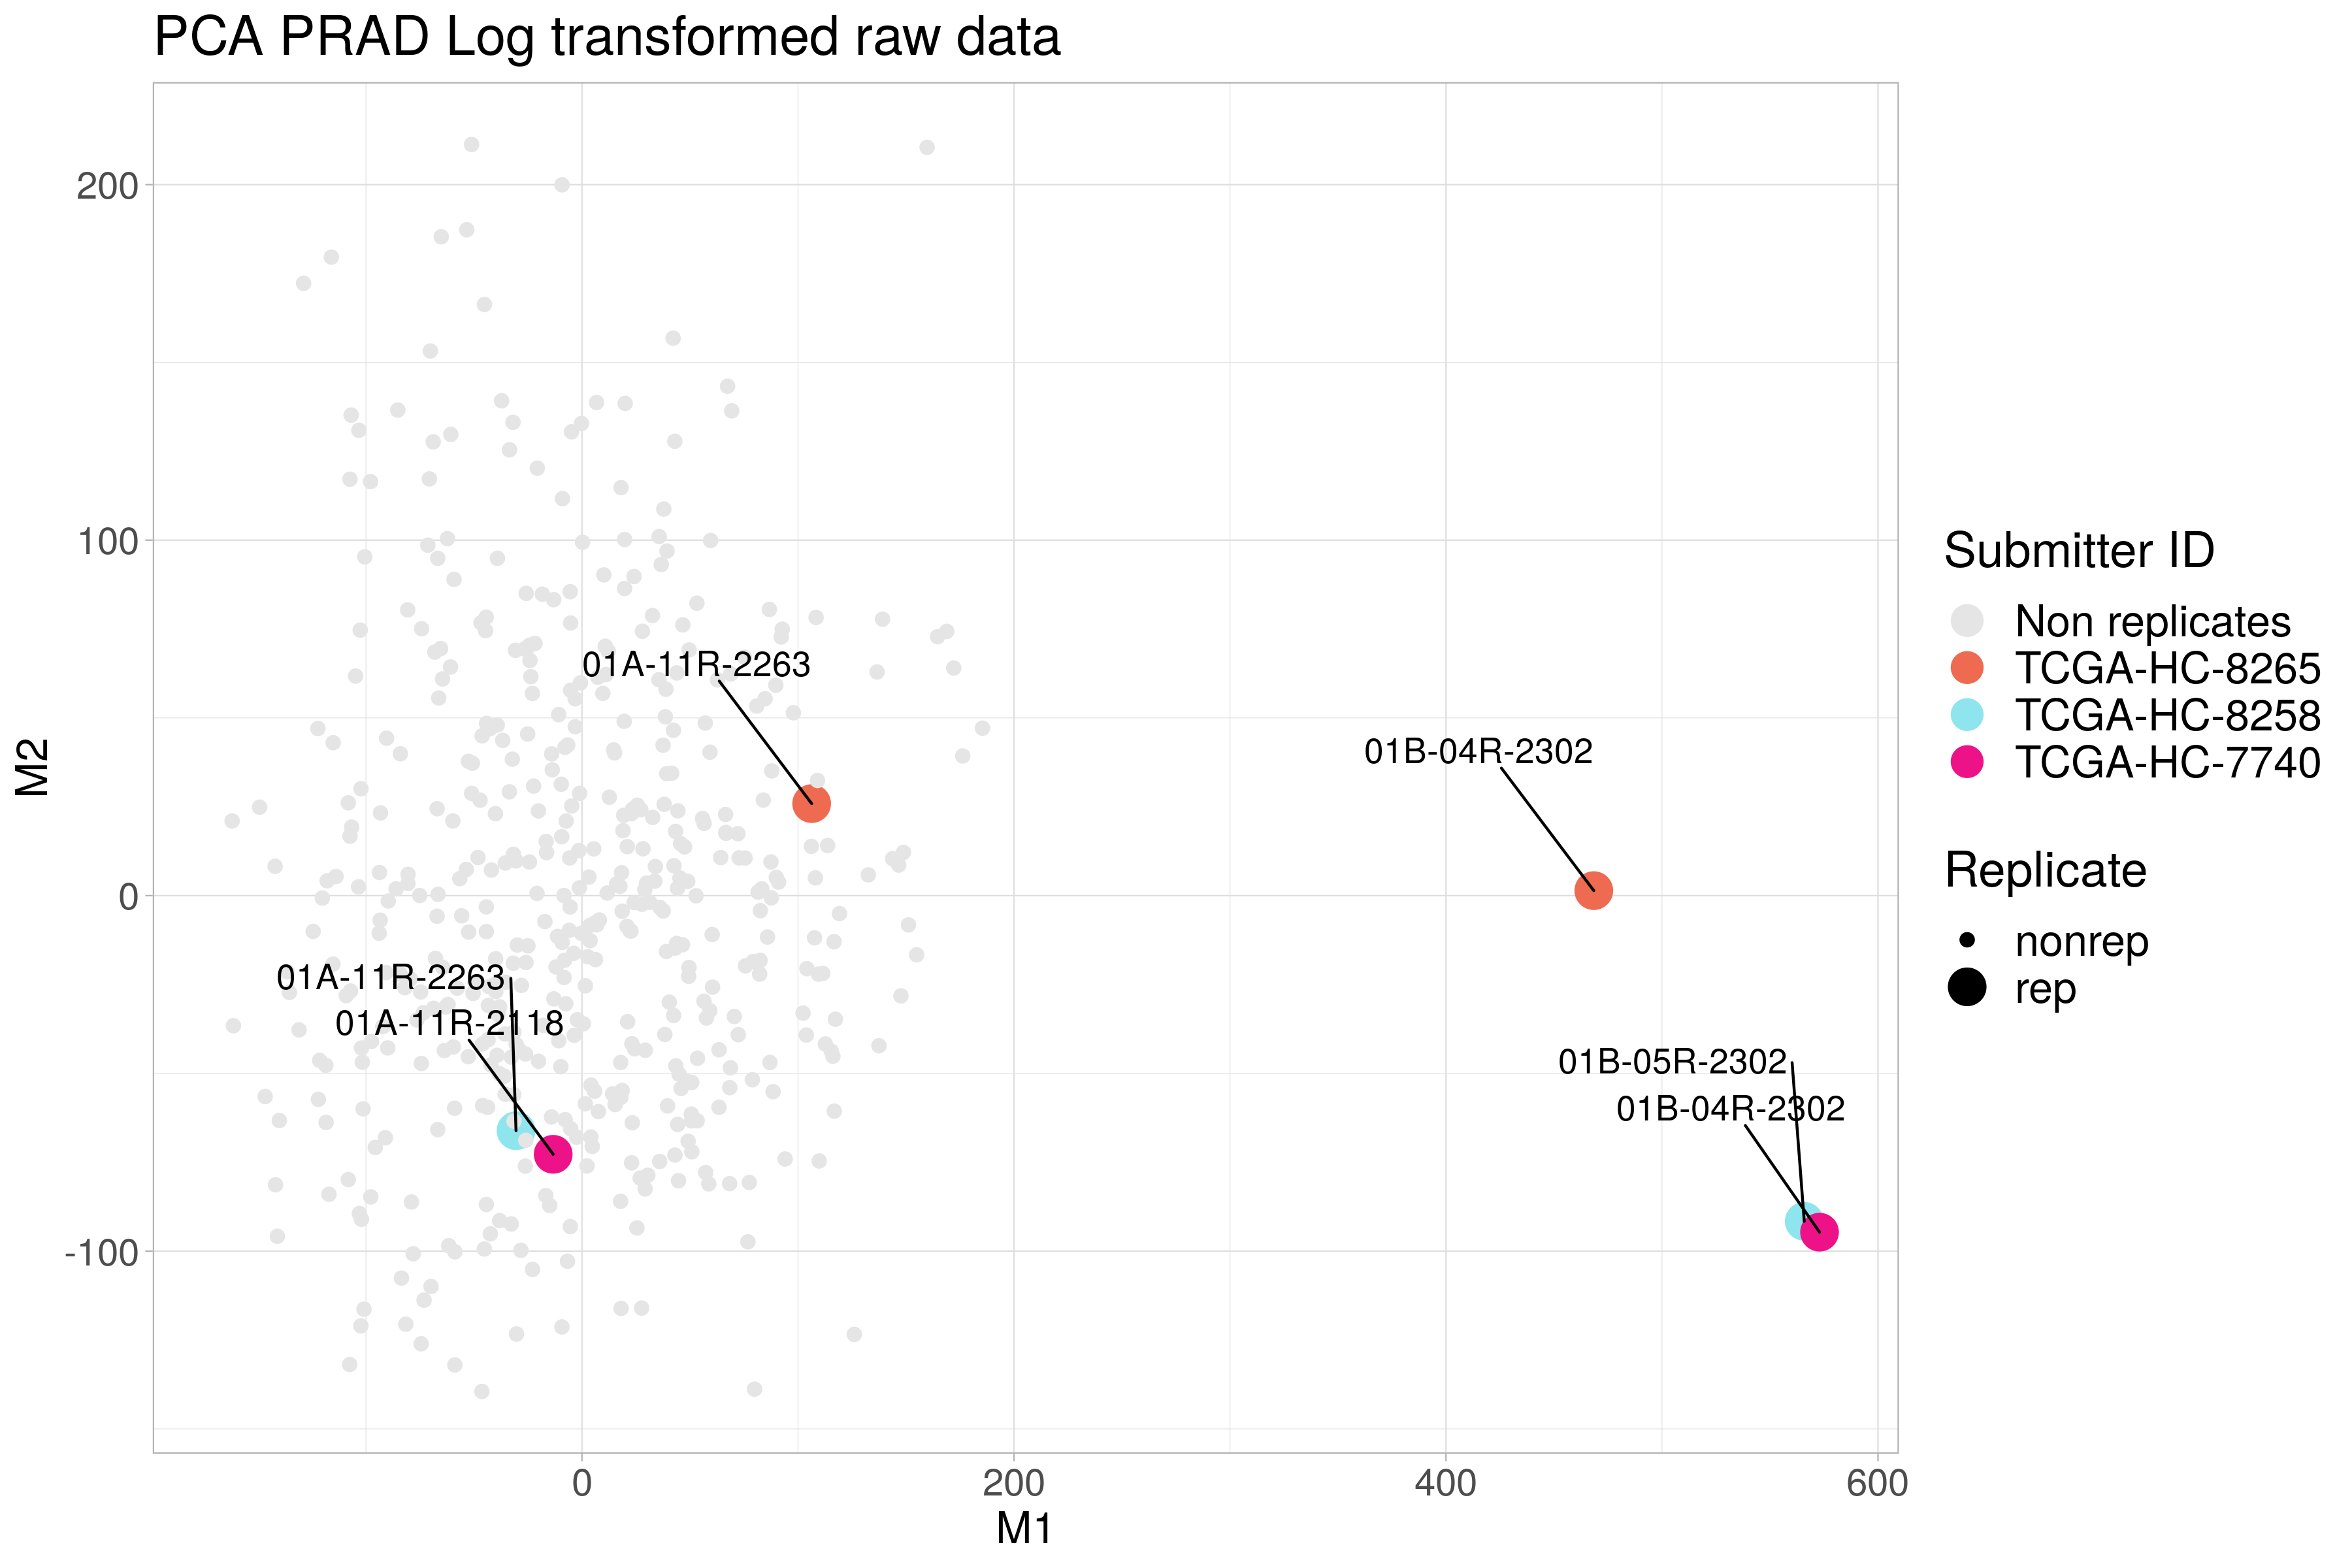 PCA PRAD Log transformed raw data
200
100
0
-100
M2
01A-11R-2263
01B-04R-2302
01A-11R-2263
01A-11R-2118
01B-05R-2302
01B-04R-2302
0
200
400
600
M1
Submitter ID
Non replicates
TCGA-HC-8265
TCGA-HC-8258
TCGA-HC-7740
Replicate
nonrep
rep